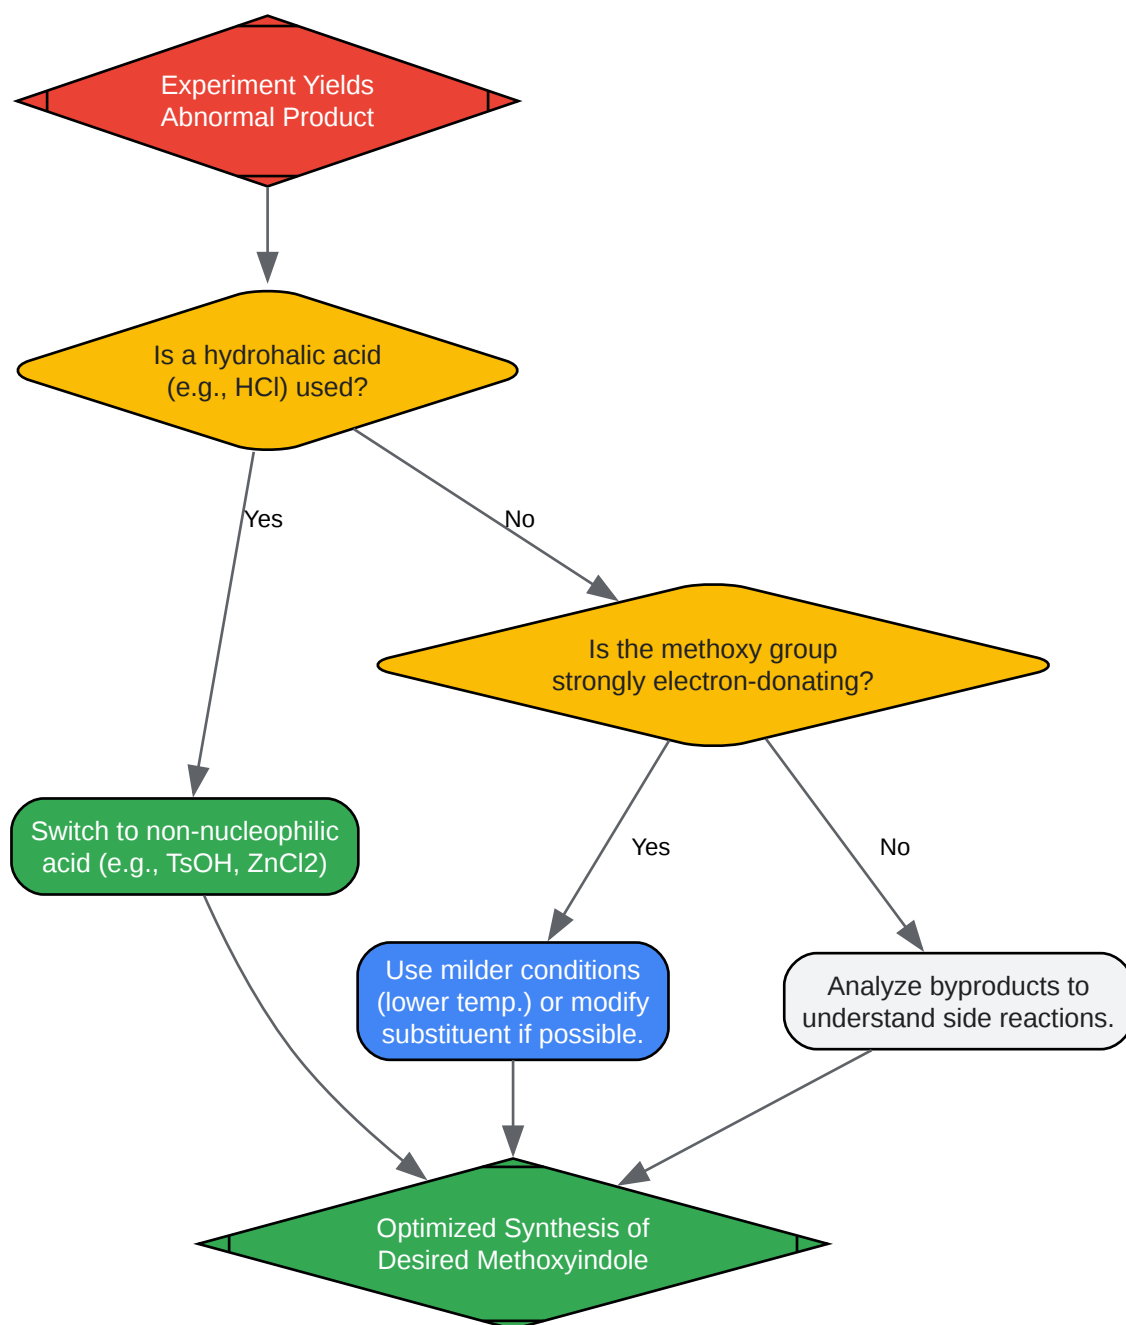 Experiment Yields
Abnormal Product
Is a hydrohalic acid
(e.g., HCl) used?
Yes
No
Is the methoxy group
strongly electron-donating?
Switch to non-nucleophilic
acid (e.g., TsOH, ZnCl2)
Yes
No
Use milder conditions
(lower temp.) or modify
substituent if possible.
Analyze byproducts to
understand side reactions.
Optimized Synthesis of
Desired Methoxyindole